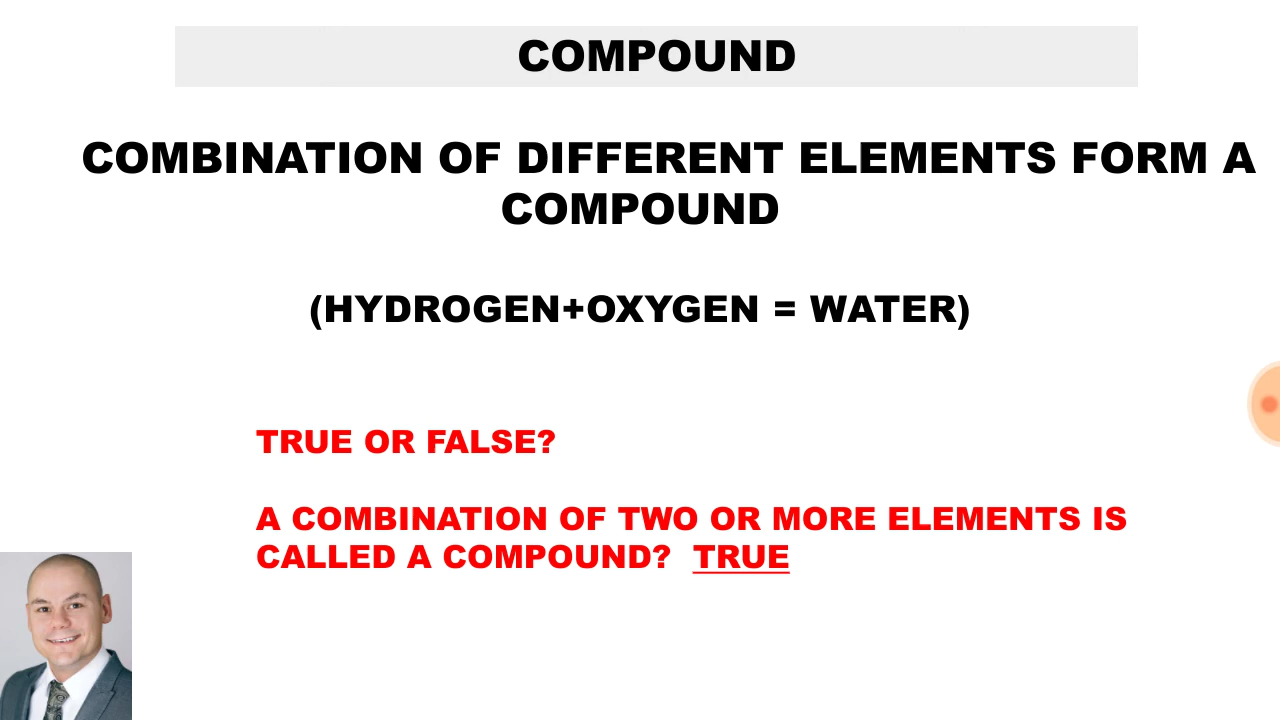 COMPOUND
COMBINATION OF DIFFERENT ELEMENTS FORM A
COMPOUND
(HYDROGEN+OXYGEN = WATER)
TRUE OR FALSE?
A COMBINATION OF TWO OR MORE ELEMENTS IS
CALLED A COMPOUND? TRUE